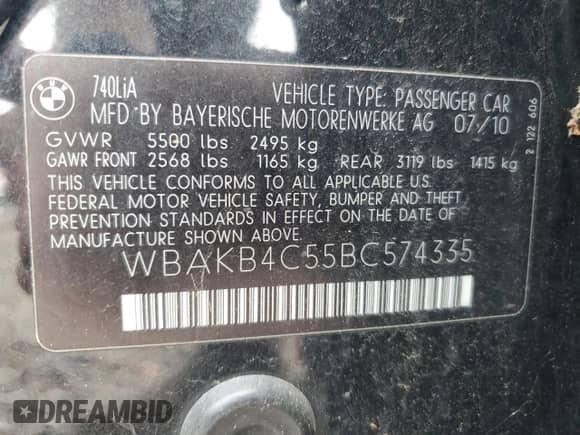 BMW
740LiA
VEHICLE TYPE: PASSENGER CAR
MFD BY BAYERISCHE MOTORENWERKE AG 07/10
GVWR 5500 lbs 2495 kg
GAWR FRONT 2568 lbs 1165 kg REAR 3119 lbs 1415 kg
THIS VEHICLE CONFORMS TO ALL APPLICABLE U.S.
FEDERAL MOTOR VEHICLE SAFETY, BUMPER AND THEFT
PREVENTION STANDARDS IN EFFECT ON THE DATE OF
MANUFACTURE SHOWN ABOVE.
WBAKB4C55BC574335
2 122 606
DREAMBID